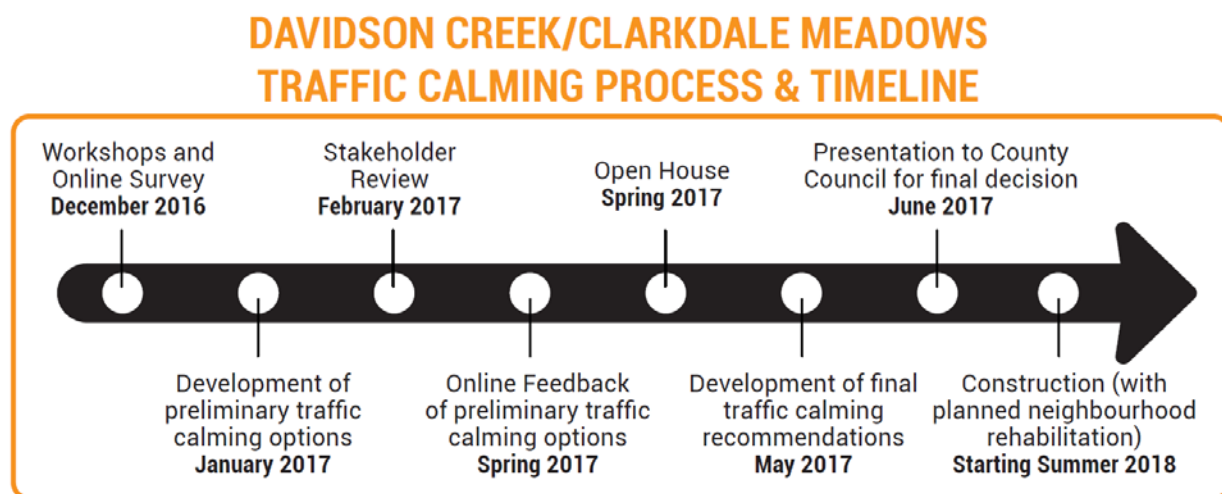 DAVIDSON CREEK/CLARKDALE MEADOWS
TRAFFIC CALMING PROCESS & TIMELINE
Workshops and
Online Survey
December 2016
Development of
preliminary traffic
calming options
January 2017
Stakeholder
Review
February 2017
Online Feedback
of preliminary traffic
calming options
Spring 2017
Open House
Spring 2017
Development of final
traffic calming
recommendations
May 2017
Presentation to County
Council for final decision
June 2017
Construction (with
planned neighbourhood
rehabilitation)
Starting Summer 2018